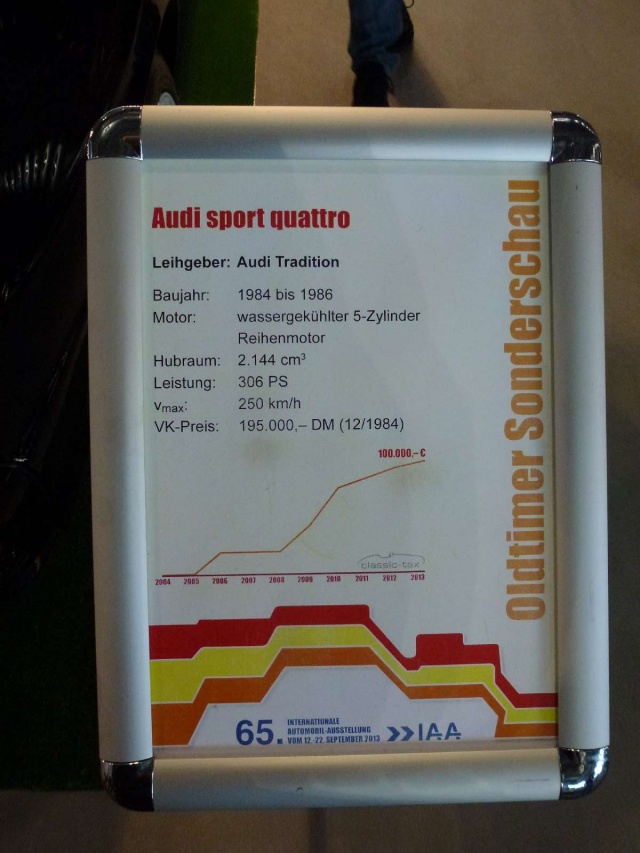 Audi sport quattro
Leihgeber: Audi Tradition
Baujahr: 1984 bis 1986
Motor: wassergekühlter 5-Zylinder
Reihenmotor
Hubraum: 2.144 cm³
Leistung: 306 PS
vmax: 250 km/h
VK-Preis: 195.000,– DM (12/1984)
100.000,– €
classic-tax
2004 2005 2006 2007 2008 2009 2010 2011 2012 2013
Oldtimer Sonderschau
65. INTERNATIONALE
AUTOMOBIL-AUSSTELLUNG
VOM 12.-22. SEPTEMBER 2013
IAA